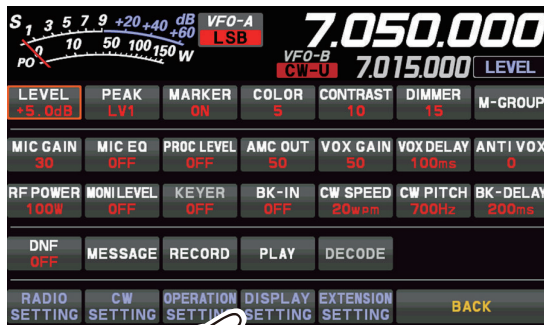 S 1 3 5 7 9 +20 +40 +60 dB
PO 0 10 50 100 150 W
VFO-A
LSB
7.050.000
VFO-B
CW-U
7.015.000
LEVEL
LEVEL PEAK MARKER COLOR CONTRAST DIMMER M-GROUP
+5.0dB LV1 ON 5 10 15
MIC GAIN MIC EQ PROC LEVEL AMC OUT VOX GAIN VOX DELAY ANTI VOX
30 OFF OFF 50 50 100ms 0
RF POWER MONI LEVEL KEYER BK-IN CW SPEED CW PITCH BK-DELAY
100W OFF OFF OFF 20wpm 700Hz 200ms
DNF MESSAGE RECORD PLAY DECODE
OFF
RADIO CW OPERATION DISPLAY EXTENSION BACK
SETTING SETTING SETTING SETTING SETTING